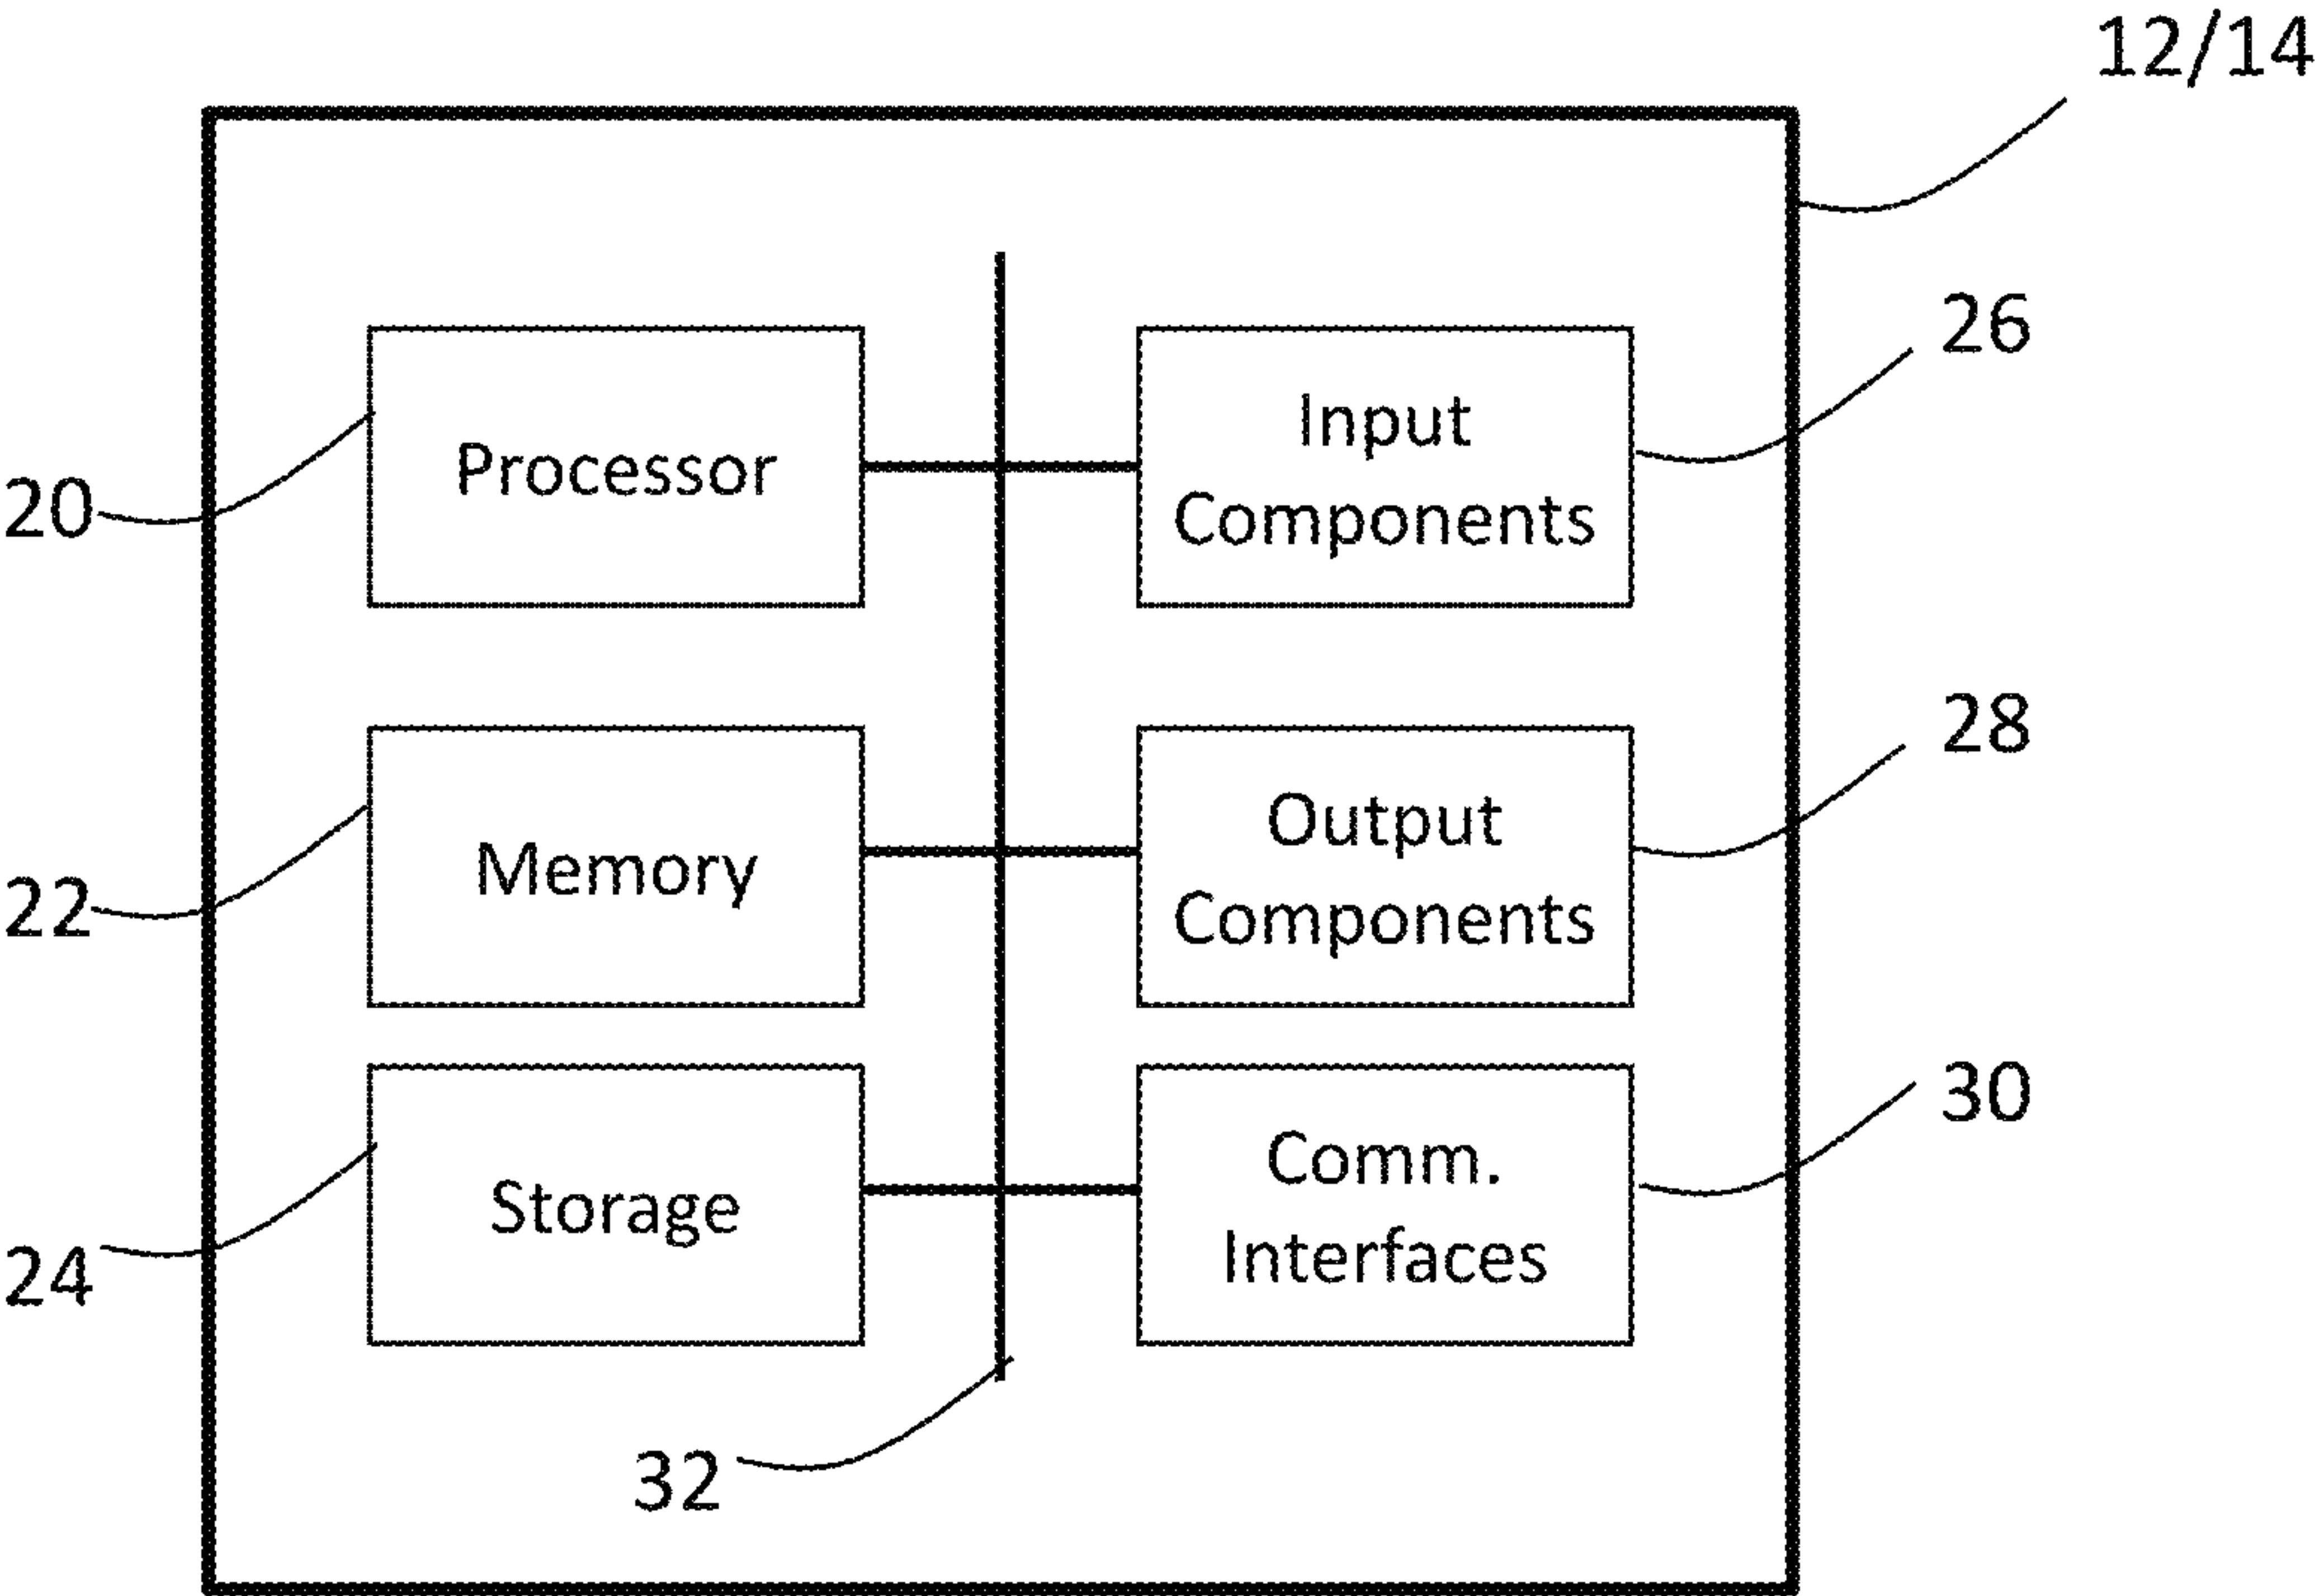 12/14
26
Input
Processor
Components
20
28
Output
Memory
Components
22
30
Comm.
Storage
Interfaces
24
32